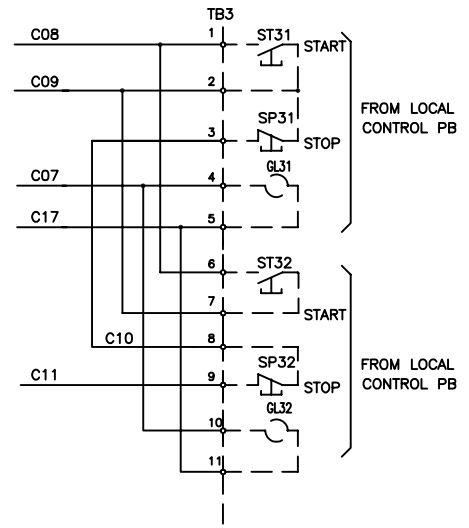 TB3
C08 1 ST31 START
C09 2
3 SP31 STOP
FROM LOCAL
CONTROL PB
C07 4 GL31
C17 5
6 ST32
7 START
C10 8
C11 9 SP32 STOP
FROM LOCAL
CONTROL PB
10 GL32
11